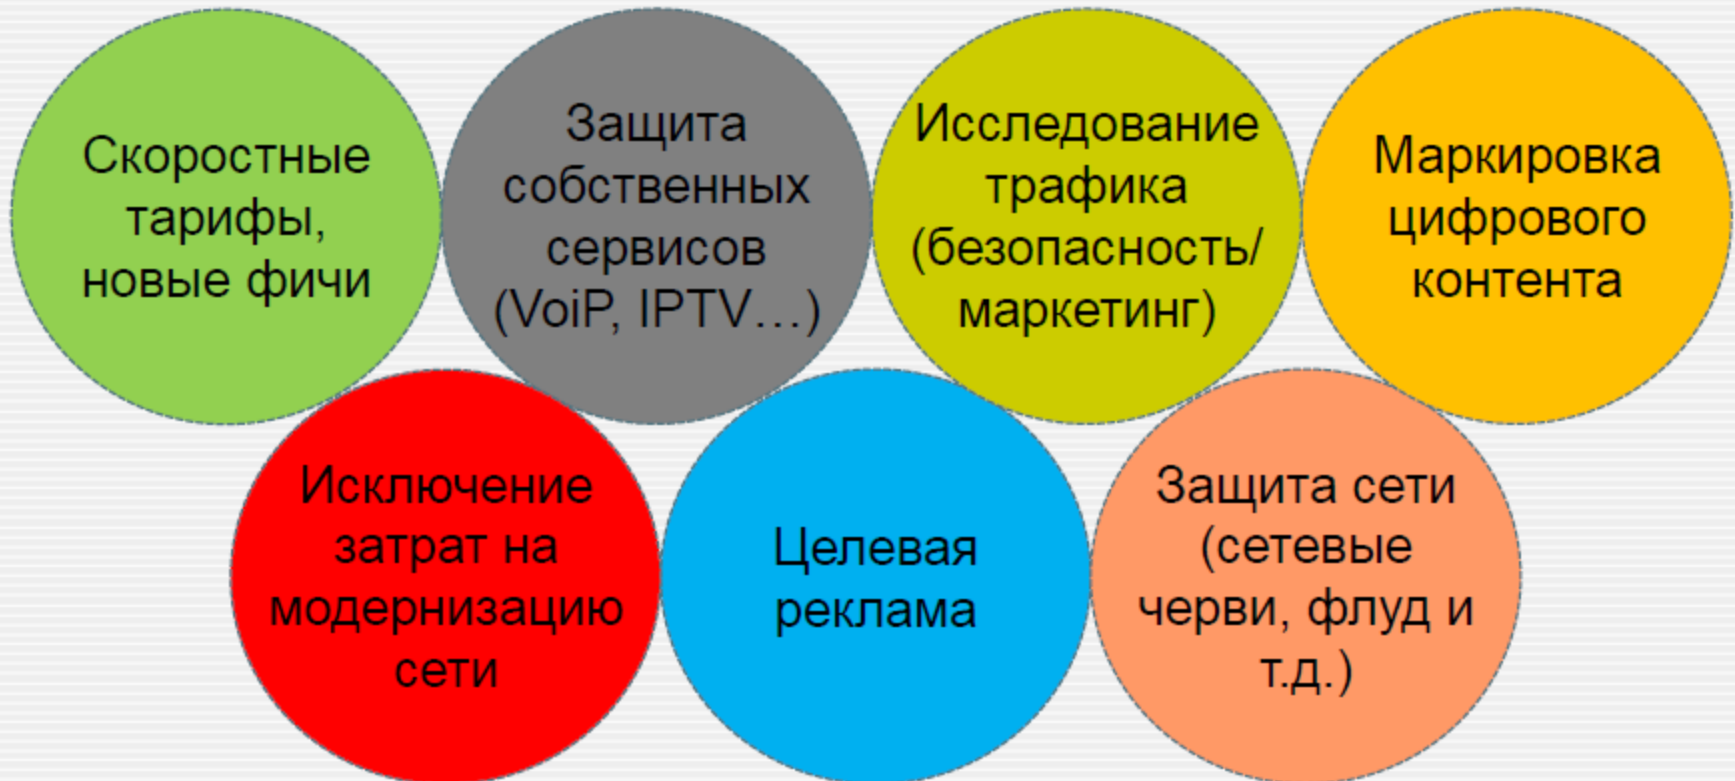 Скоростные
тарифы,
новые фичи
Защита
собственных
сервисов
(VoiP, IPTV…)
Исследование
трафика
(безопасность/
маркетинг)
Маркировка
цифрового
контента
Исключение
затрат на
модернизацию
сети
Целевая
реклама
Защита сети
(сетевые
черви, флуд и
т.д.)